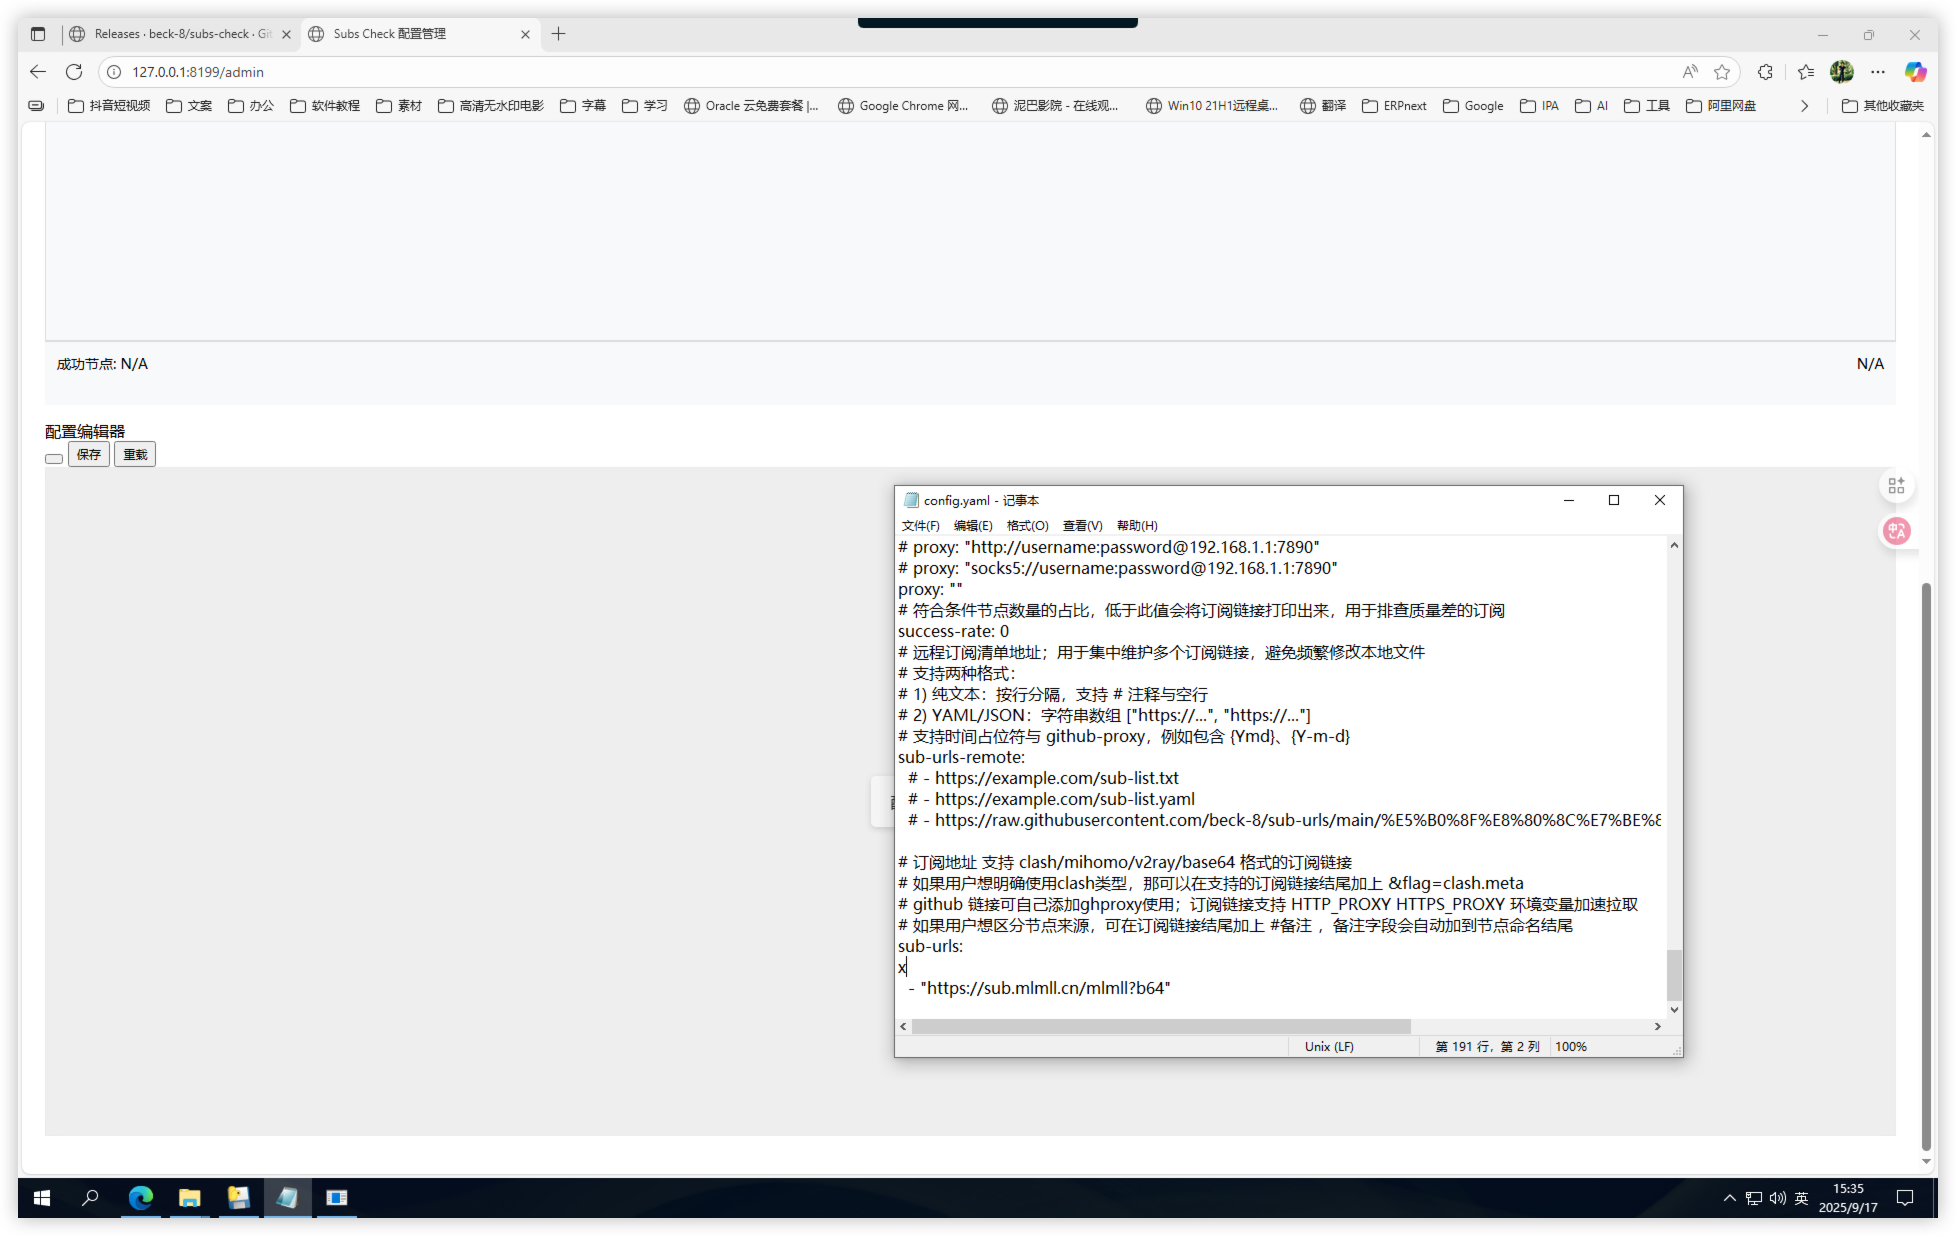 Releases · beck-8/subs-check · Git
Subs Check 配置管理
127.0.0.1:8199/admin
抖音短视频
文案
办公
软件教程
素材
高清无水印电影
字幕
学习
Oracle 云免费套餐 |...
Google Chrome 网...
泥巴影院 - 在线观...
Win10 21H1远程桌...
翻译
ERPnext
Google
IPA
AI
工具
阿里网盘
其他收藏夹
成功节点: N/A
N/A
配置编辑器
保存
重载
config.yaml - 记事本
文件(F) 编辑(E) 格式(O) 查看(V) 帮助(H)
# proxy: "http://username:password@192.168.1.1:7890"
# proxy: "socks5://username:password@192.168.1.1:7890"
proxy: ""
# 符合条件节点数量的占比，低于此值会将订阅链接打印出来，用于排查质量差的订阅
success-rate: 0
# 远程订阅清单地址；用于集中维护多个订阅链接，避免频繁修改本地文件
# 支持两种格式：
# 1) 纯文本：按行分隔，支持 # 注释与空行
# 2) YAML/JSON：字符串数组 ["https://...", "https://..."]
# 支持时间占位符与 github-proxy，例如包含 {Ymd}、{Y-m-d}
sub-urls-remote:
# - https://example.com/sub-list.txt
# - https://example.com/sub-list.yaml
# - https://raw.githubusercontent.com/beck-8/sub-urls/main/%E5%B0%8F%E8%80%8C%E7%BE%8
# 订阅地址 支持 clash/mihomo/v2ray/base64 格式的订阅链接
# 如果用户想明确使用clash类型，那可以在支持的订阅链接结尾加上 &flag=clash.meta
# github 链接可自己添加ghproxy使用；订阅链接支持 HTTP_PROXY HTTPS_PROXY 环境变量加速拉取
# 如果用户想区分节点来源，可在订阅链接结尾加上 #备注 ，备注字段会自动加到节点命名结尾
sub-urls:
x
- "https://sub.mlmll.cn/mlmll?b64"
Unix (LF)
第 191 行，第 2 列
100%
英
15:35
2025/9/17